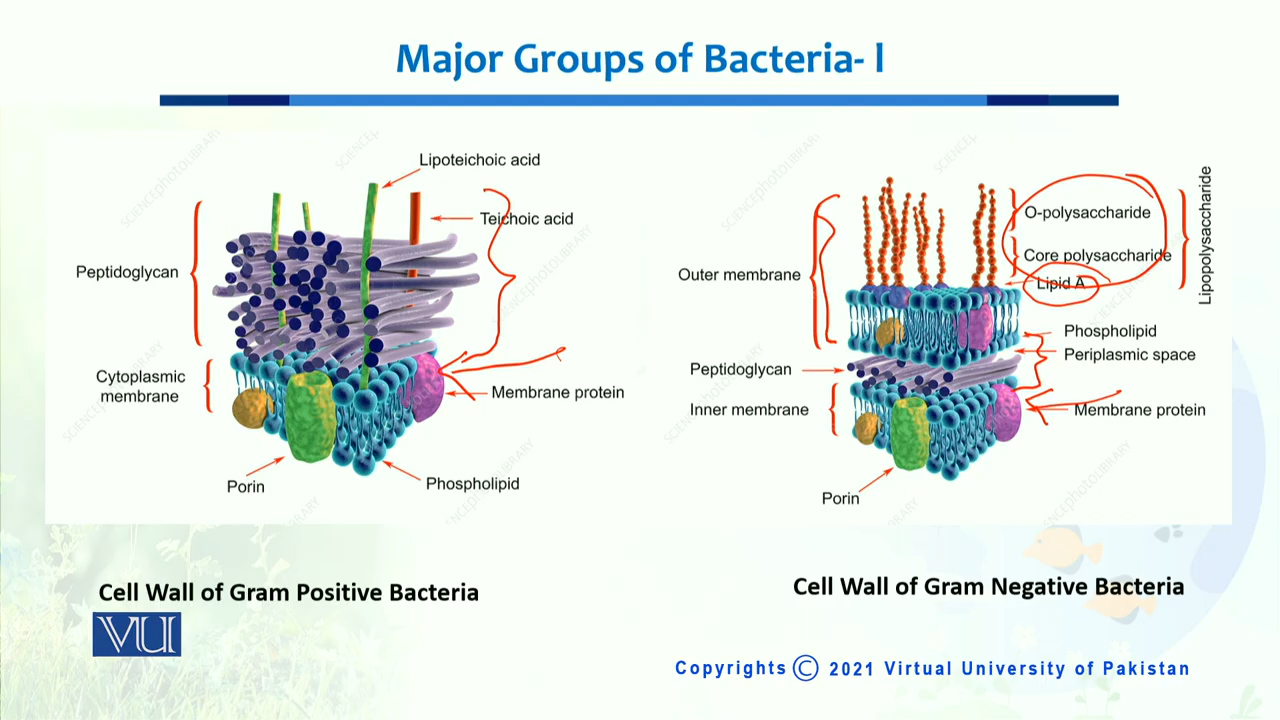 Major Groups of Bacteria- I
Lipoteichoic acid
Teichoic acid
Peptidoglycan
Cytoplasmic
membrane
Membrane protein
Porin
Phospholipid
O-polysaccharide
Core polysaccharide
Lipid A
Lipopolysaccharide
Outer membrane
Phospholipid
Periplasmic space
Peptidoglycan
Inner membrane
Membrane protein
Porin
SCIENCEphotoLIBRARY
Cell Wall of Gram Positive Bacteria
Cell Wall of Gram Negative Bacteria
VU
Copyrights © 2021 Virtual University of Pakistan